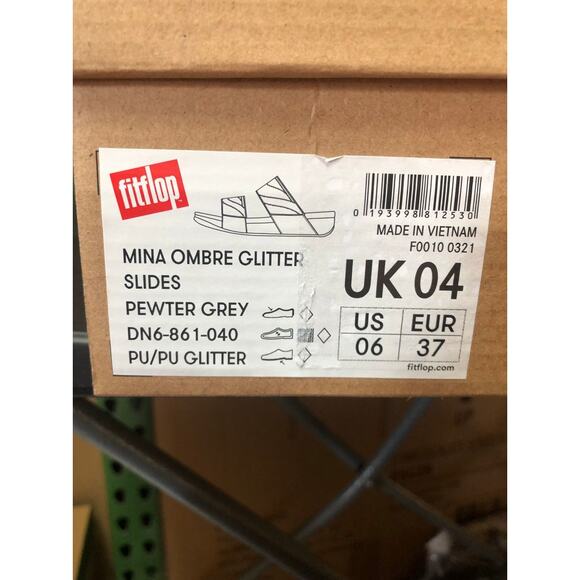 fitflop
MINA OMBRE GLITTER
SLIDES
PEWTER GREY
DN6-861-040
PU/PU GLITTER
0 193998 812530
MADE IN VIETNAM
F0010 0321
UK 04
US EUR
06 37
fitflop.com